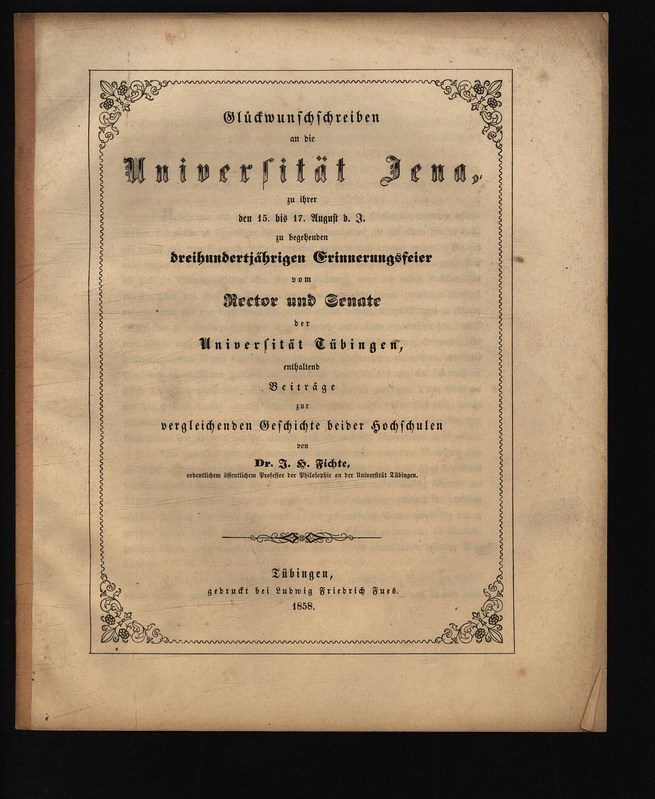 Glückwunschschreiben
an die
Universität Jena,
zu ihrer
den 15. bis 17. August d. J.
zu begehenden
dreihundertjährigen Erinnerungsfeier
vom
Rector und Senate
der
Universität Tübingen,
enthaltend
Beiträge
zur
vergleichenden Geschichte beider Hochschulen
von
Dr. J. H. Fichte,
ordentlichem öffentlichem Professor der Philosophie an der Universität Tübingen.
Tübingen,
gedruckt bei Ludwig Friedrich Fues.
1858.